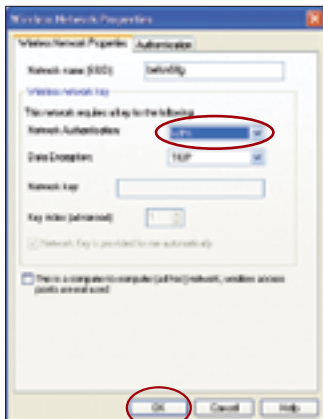 Wireless Network Properties
Wireless Network Properties Authentication
Network name (SSID): belkin54g
Wireless network key
This network requires a key for the following:
Network Authentication: WPA
Data Encryption: TKIP
Network key:
Key index (advanced): 1
Network Key is provided for me automatically
This is a computer-to-computer (ad hoc) network; wireless access
points are not used
OK Cancel Help